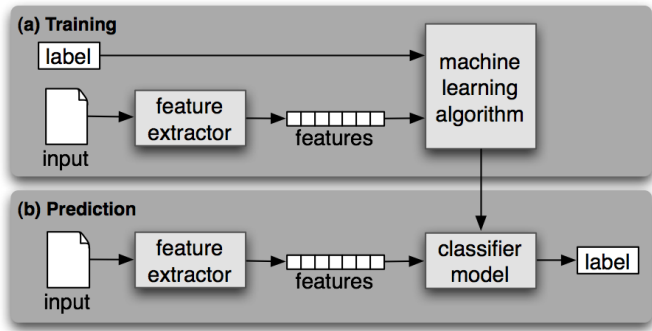 (a) Training
label
machine
learning
algorithm
feature
extractor
features
input
(b) Prediction
feature
extractor
features
classifier
model
label
input